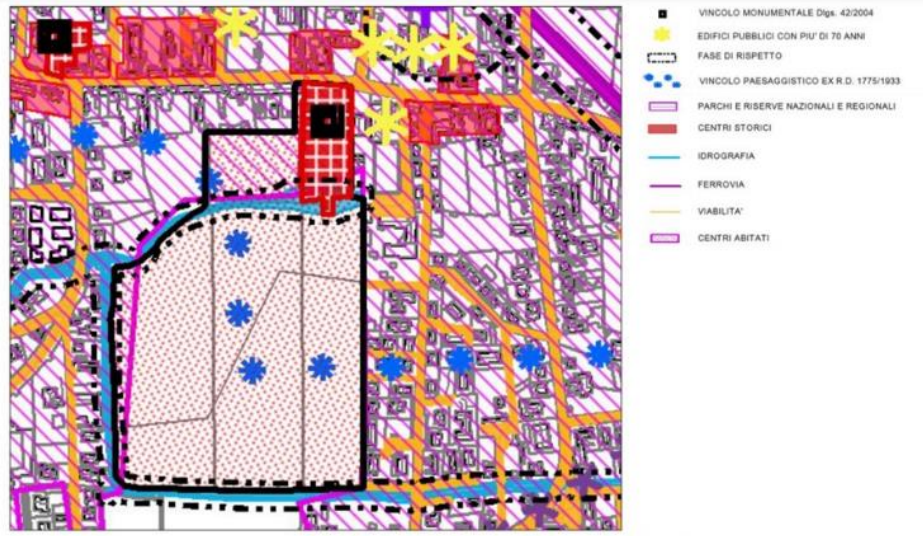 VINCOLO MONUMENTALE Dlgs. 42/2004
EDIFICI PUBBLICI CON PIU' DI 70 ANNI
FASE DI RISPETTO
VINCOLO PAESAGGISTICO EX R.D. 1775/1933
PARCHI E RISERVE NAZIONALI E REGIONALI
CENTRI STORICI
IDROGRAFIA
FERROVIA
VIABILITA'
CENTRI ABITATI